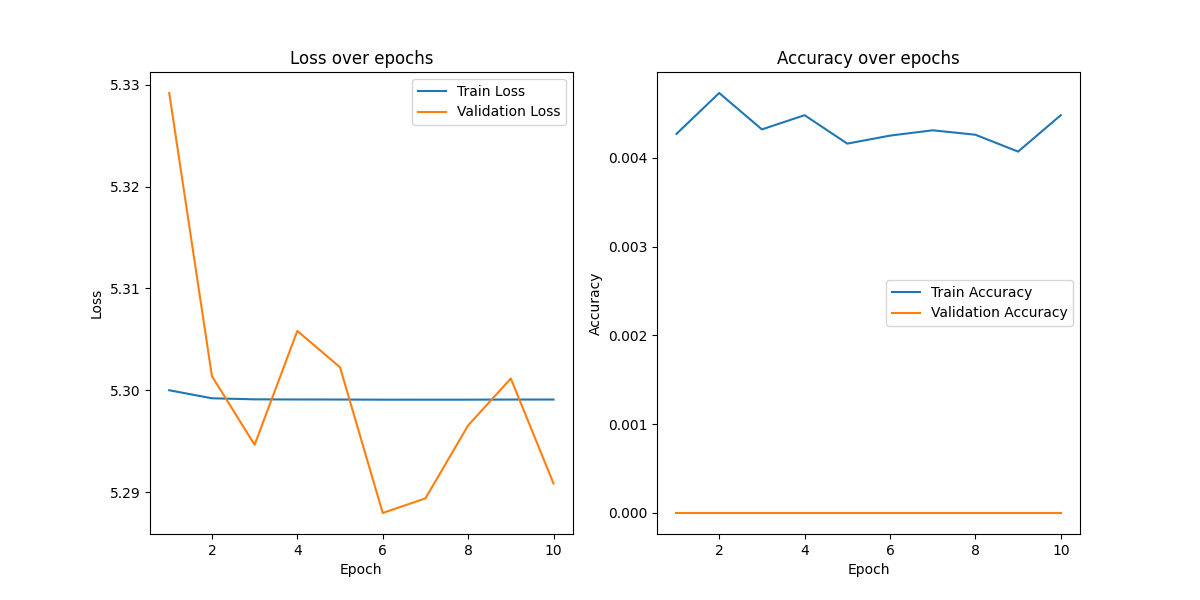 Loss over epochs
5.33
5.32
5.31
5.30
5.29
Loss
2
4
6
8
10
Epoch
Train Loss
Validation Loss
Accuracy over epochs
0.004
0.003
0.002
0.001
0.000
Accuracy
2
4
6
8
10
Epoch
Train Accuracy
Validation Accuracy